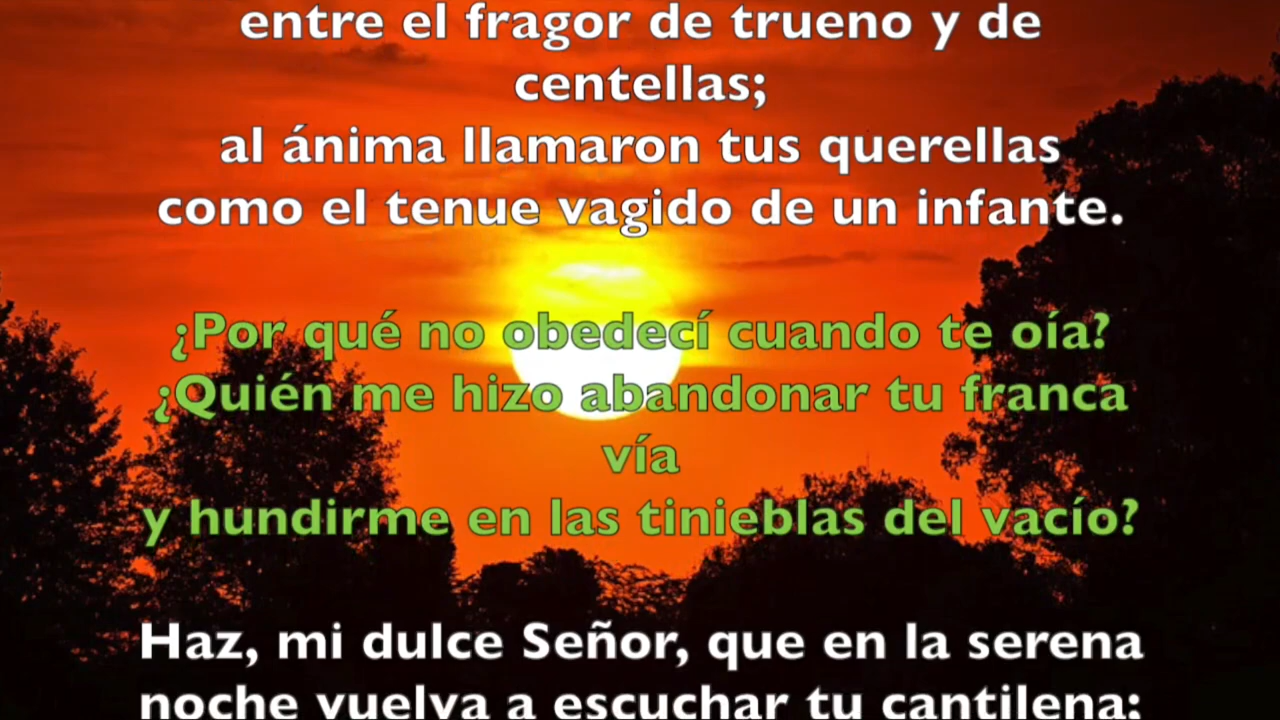 entre el fragor de trueno y de
centellas;
al ánima llamaron tus querellas
como el tenue vagido de un infante.
¿Por qué no obedecí cuando te oía?
¿Quién me hizo abandonar tu franca
vía
y hundirme en las tinieblas del vacío?
Haz, mi dulce Señor, que en la serena
noche vuelva a escuchar tu cantilena;